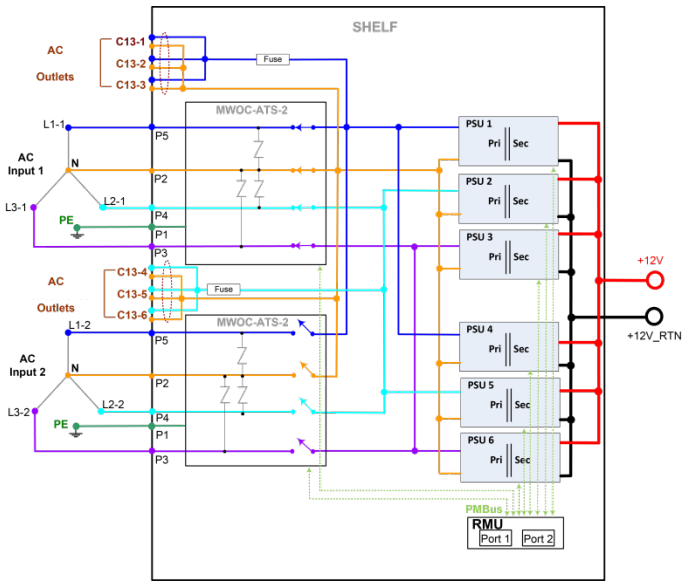 SHELF
AC
Outlets
C13-1
C13-2
C13-3
Fuse
MWOC-ATS-2
L1-1
P5
AC
Input 1
N
P2
L3-1
L2-1
P4
PE
P1
P3
PSU 1
Pri Sec
PSU 2
Pri Sec
PSU 3
Pri Sec
AC
Outlets
C13-4
C13-5
C13-6
Fuse
+12V
+12V_RTN
MWOC-ATS-2
L1-2
P5
AC
Input 2
N
P2
L3-2
L2-2
P4
PE
P1
P3
PSU 4
Pri Sec
PSU 5
Pri Sec
PSU 6
Pri Sec
PMBus
RMU
Port 1 Port 2